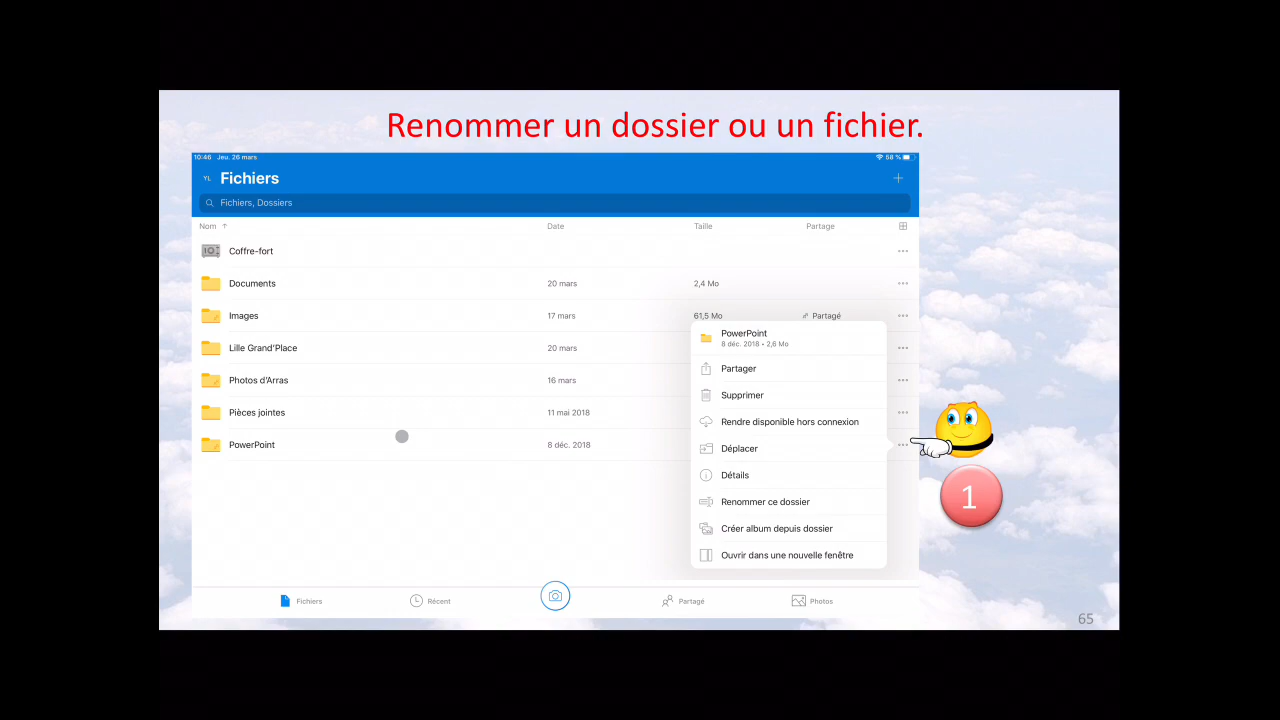 Renommer un dossier ou un fichier.
10:46 Jeu. 26 mars 58 %
YL Fichiers
Fichiers, Dossiers
Nom Date Taille Partage
Coffre-fort
Documents 20 mars 2,4 Mo
Images 17 mars 61,5 Mo Partagé
Lille Grand'Place 20 mars
Photos d'Arras 16 mars
Pièces jointes 11 mai 2018
PowerPoint 8 déc. 2018
PowerPoint
8 déc. 2018 • 2,6 Mo
Partager
Supprimer
Rendre disponible hors connexion
Déplacer
Détails
Renommer ce dossier
Créer album depuis dossier
Ouvrir dans une nouvelle fenêtre
1
Fichiers Récent Partagé Photos
65